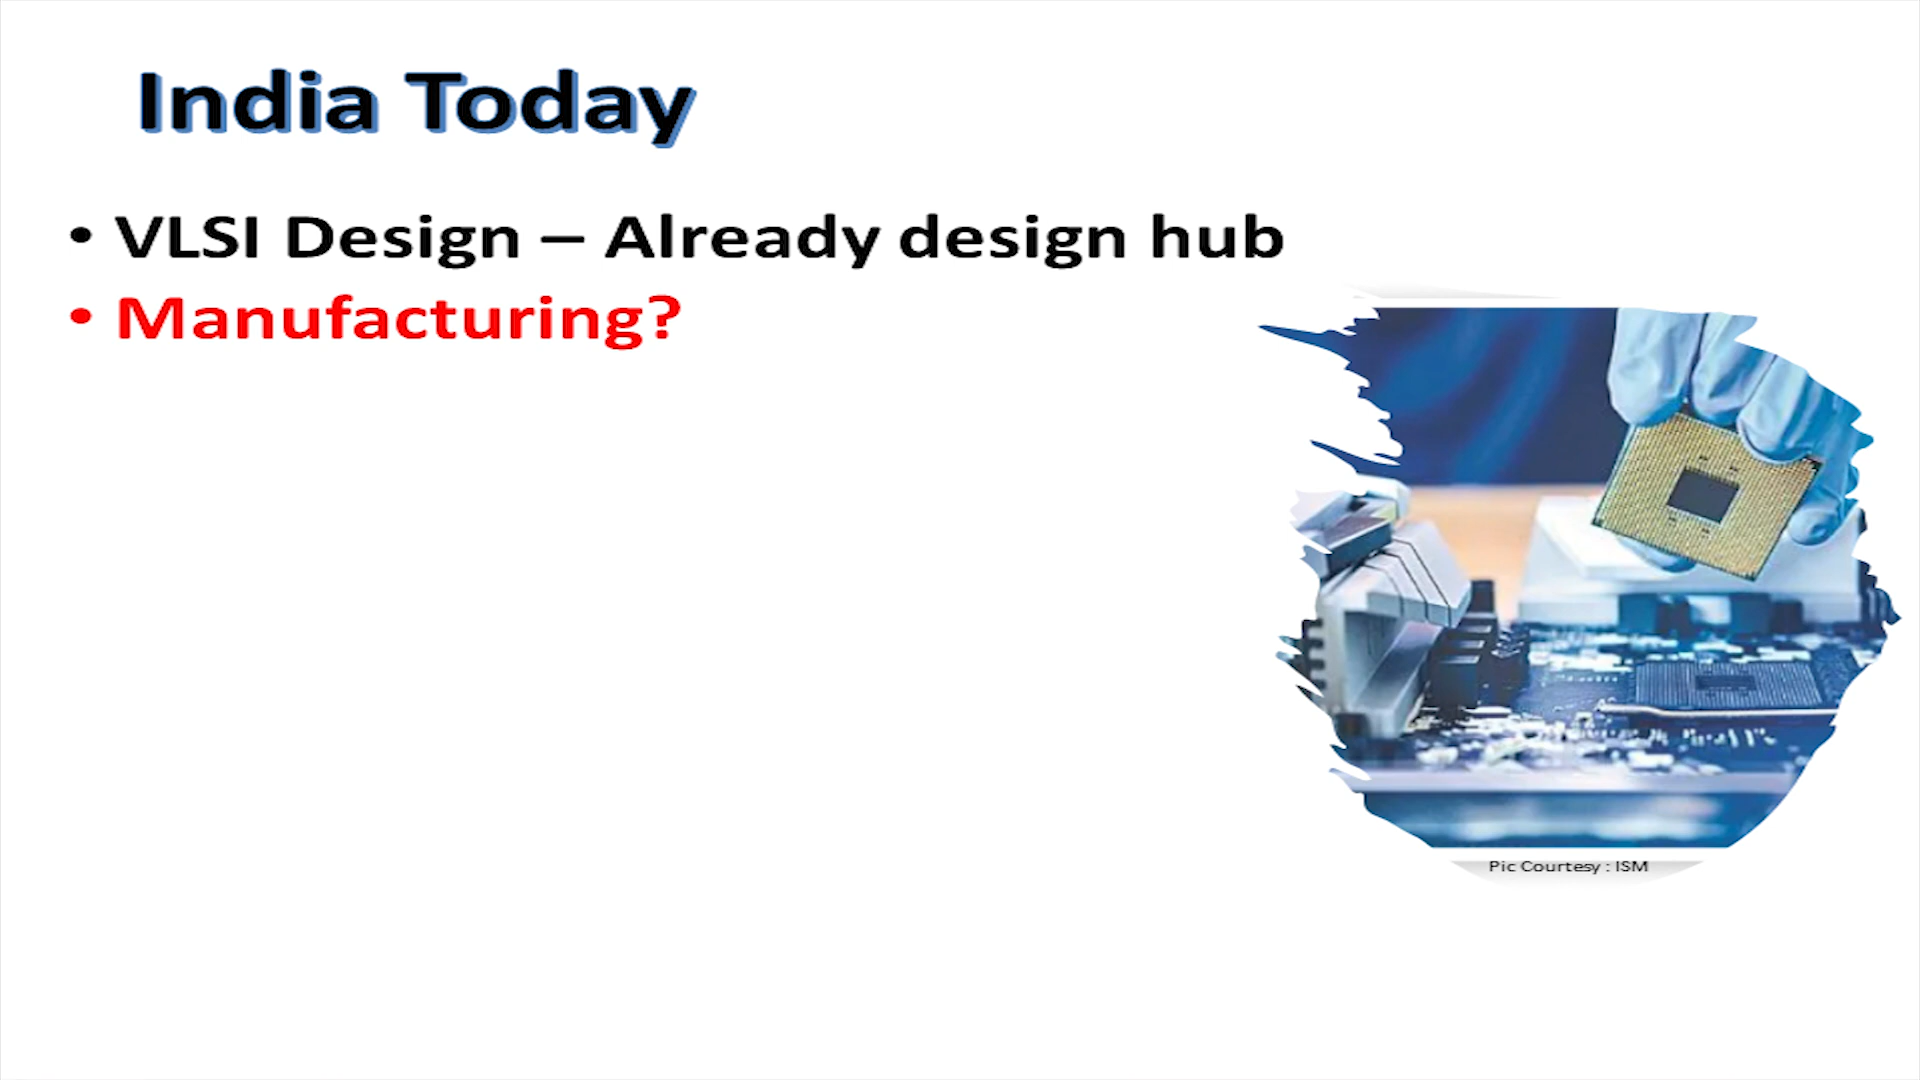 India Today
• VLSI Design – Already design hub
• Manufacturing?
Pic Courtesy : ISM